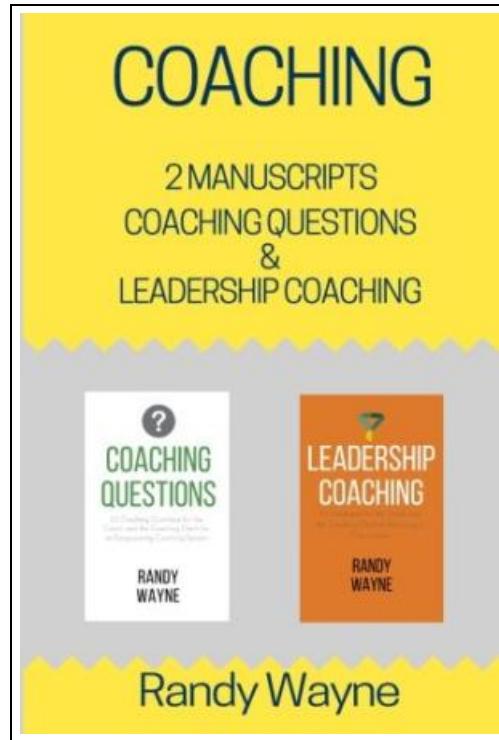 COACHING
2 MANUSCRIPTS
COACHING QUESTIONS
&
LEADERSHIP COACHING
?
COACHING
QUESTIONS
RANDY
WAYNE
LEADERSHIP
COACHING
RANDY
WAYNE
Randy Wayne